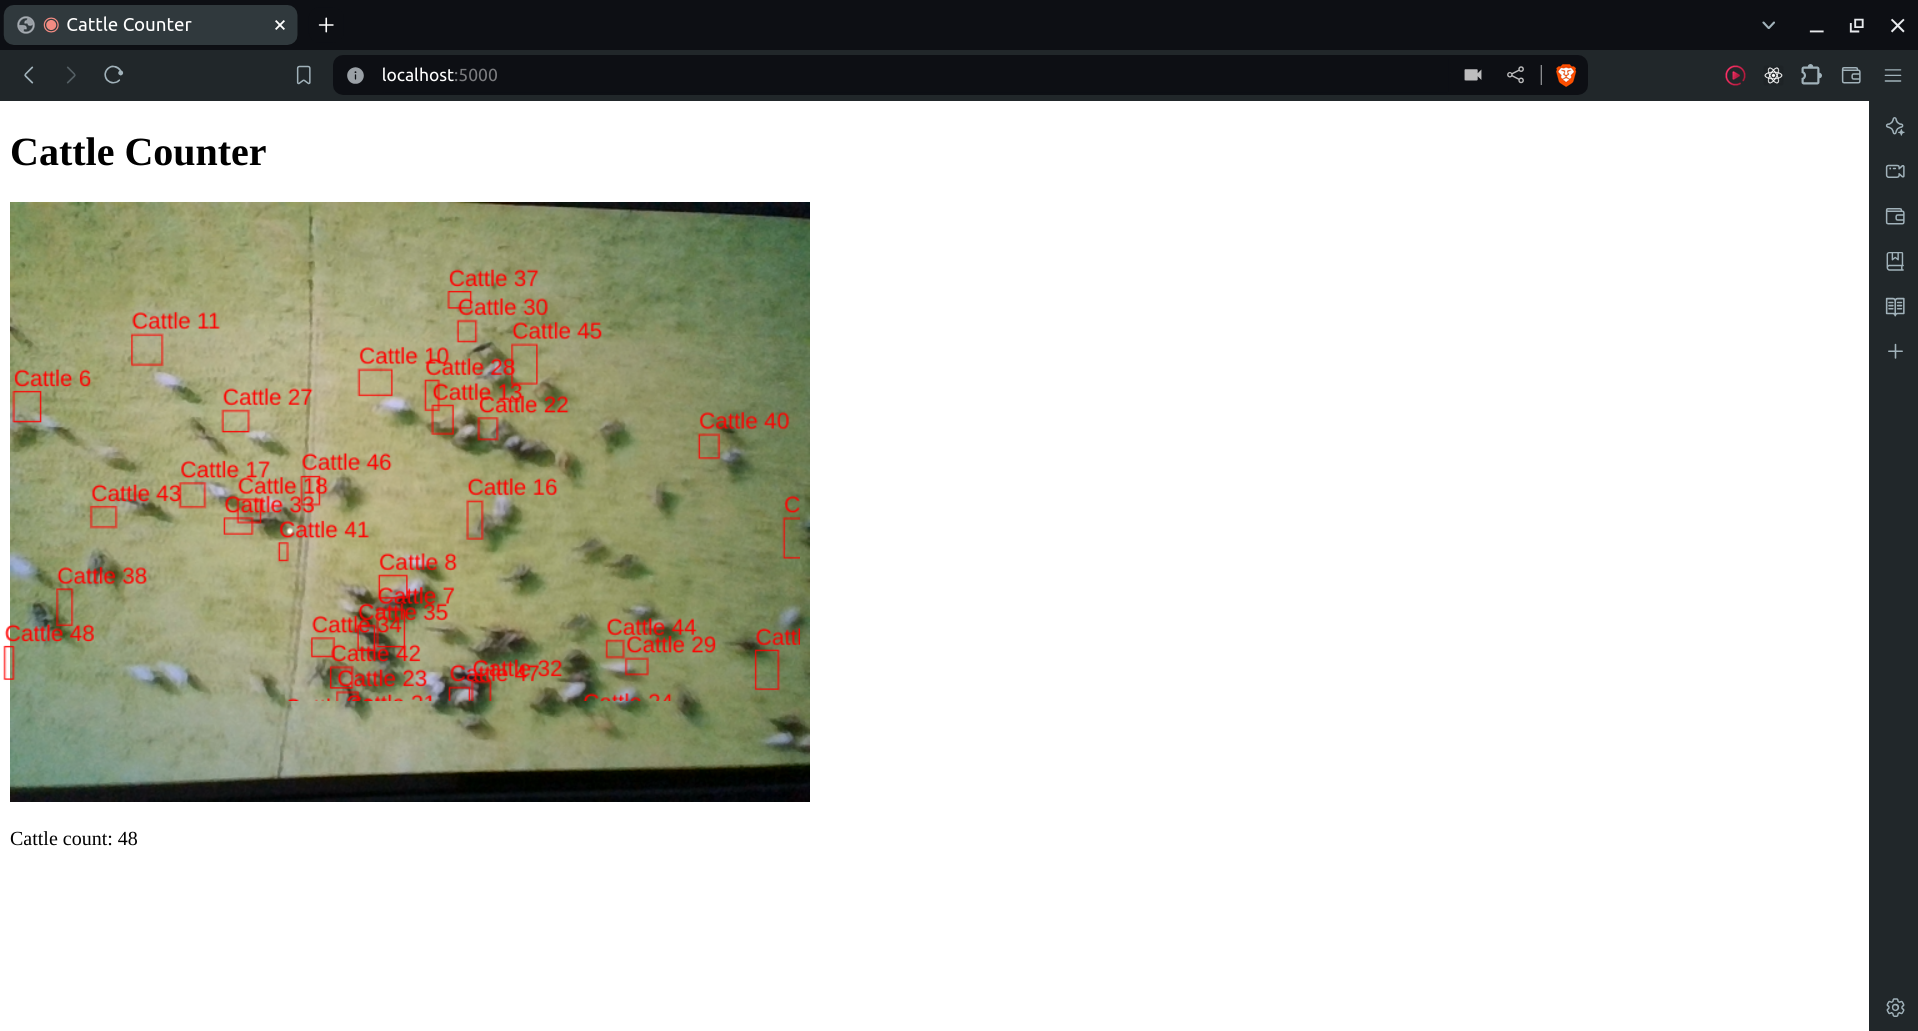 Cattle Counter
localhost:5000
Cattle Counter
Cattle 37
Cattle 30
Cattle 11
Cattle 45
Cattle 10
Cattle 28
Cattle 6
Cattle 13
Cattle 27
Cattle 22
Cattle 40
Cattle 46
Cattle 17
Cattle 18
Cattle 16
Cattle 43
Cattle 33
C
Cattle 41
Cattle 8
Cattle 38
Cattle 7
Cattle 35
Cattle 34
Cattle 44
Cattle 48
Cattl
Cattle 29
Cattle 42
Cattle 32
Cattle 47
Cattle 23
Cattle 24
Cattle count: 48